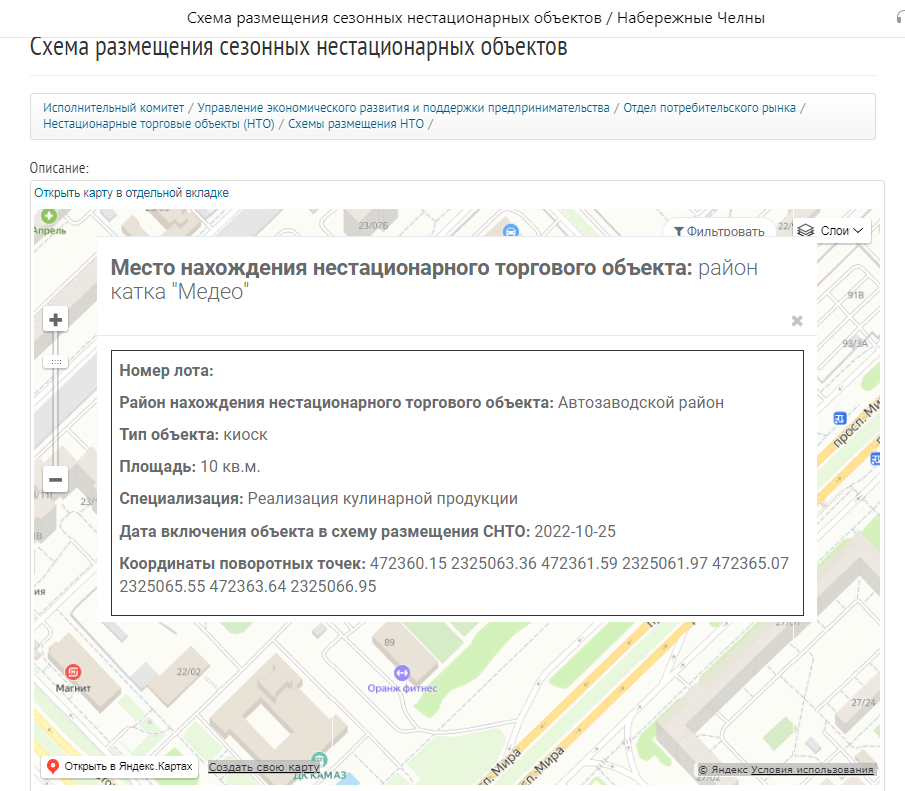 Схема размещения сезонных нестационарных объектов / Набережные Челны
Схема размещения сезонных нестационарных объектов
Исполнительный комитет / Управление экономического развития и поддержки предпринимательства / Отдел потребительского рынка /
Нестационарные торговые объекты (НТО) / Схемы размещения НТО /
Описание:
Открыть карту в отдельной вкладке
Апрель
23/07Б
Фильтровать
22/
Слои
Место нахождения нестационарного торгового объекта: район
катка "Медео"
91В
93/3А
просп. Ми
Номер лота:
Район нахождения нестационарного торгового объекта: Автозаводской район
Тип объекта: киоск
Площадь: 10 кв.м.
Специализация: Реализация кулинарной продукции
Дата включения объекта в схему размещения СНТО: 2022-10-25
Координаты поворотных точек: 472360.15 2325063.36 472361.59 2325061.97 472365.07
2325065.55 472363.64 2325066.95
23/
ия
89
22/02
Магнит
Оранж фитнес
27/24
просп. Мира
сп. Мира
Открыть в Яндекс.Картах
Создать свою карту
ДК КАМАЗ
© Яндекс Условия использования